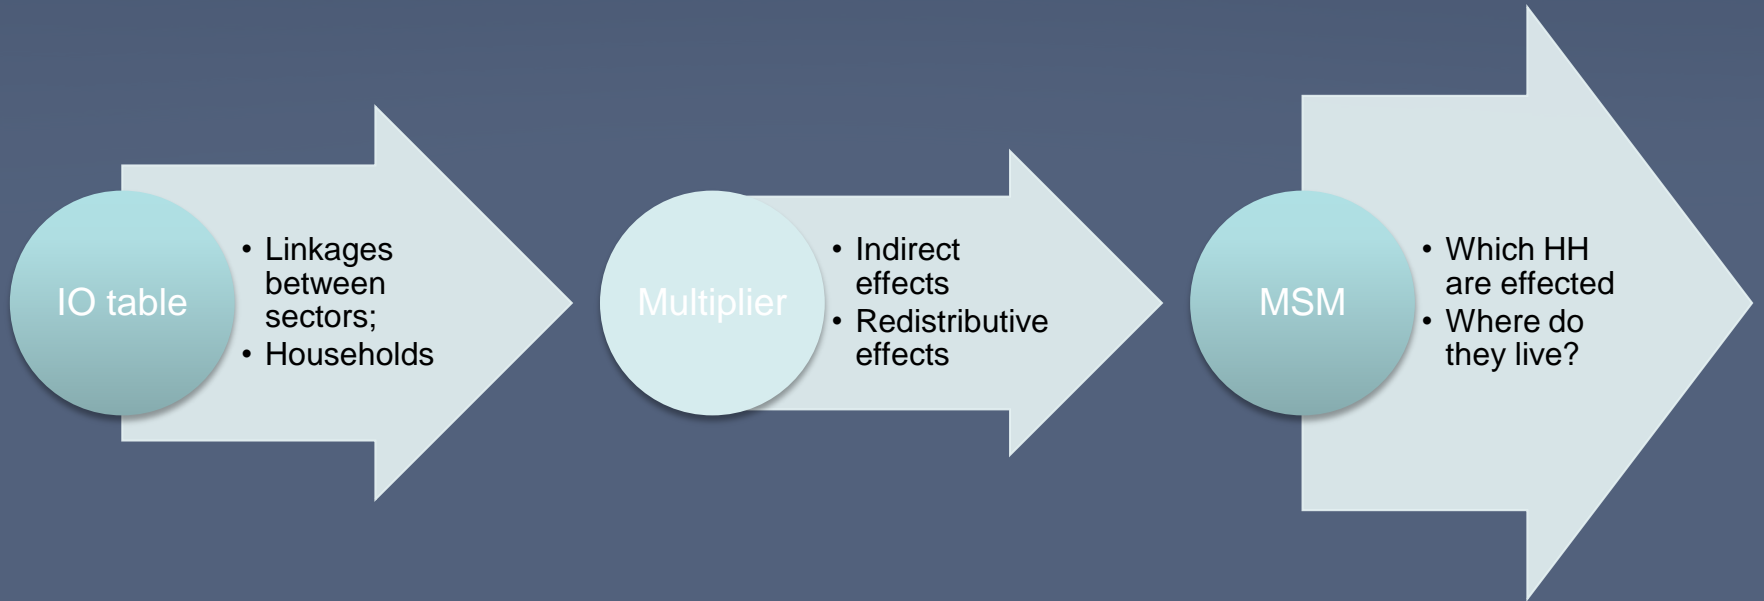 IO table
• Linkages
between
sectors;
• Households
Multiplier
• Indirect
effects
• Redistributive
effects
MSM
• Which HH
are effected
• Where do
they live?